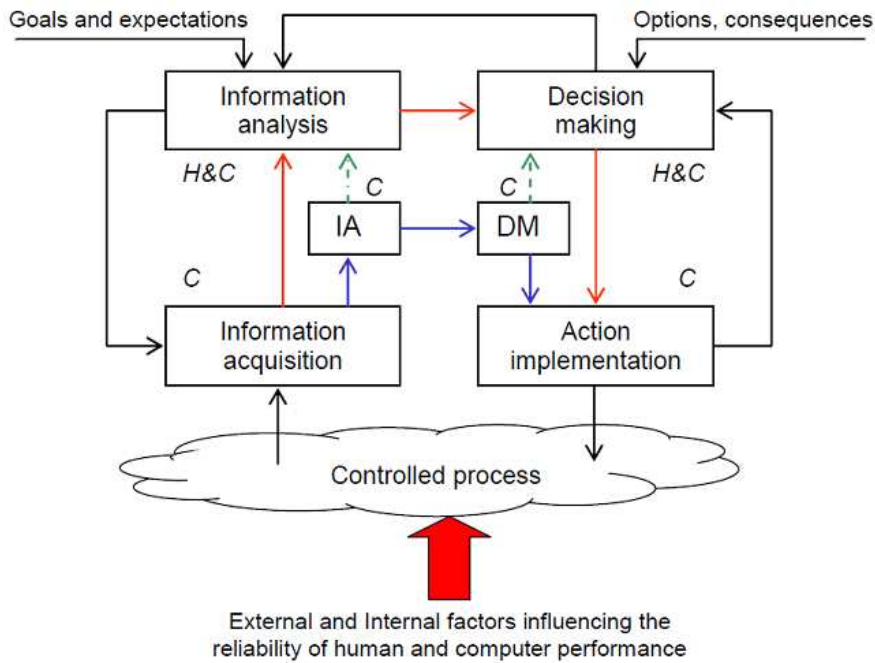 Goals and expectations
Options, consequences
Information
analysis
Decision
making
H&C
H&C
C
C
IA
DM
C
C
Information
acquisition
Action
implementation
Controlled process
External and Internal factors influencing the
reliability of human and computer performance